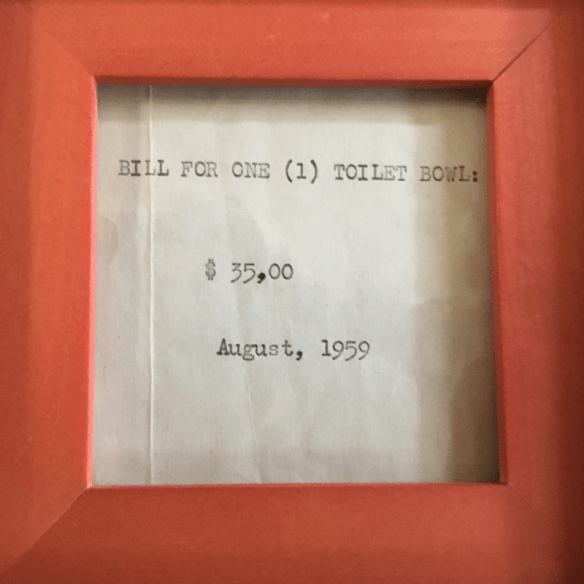 BILL FOR ONE (1) TOILET BOWL:
$ 35,00
August, 1959